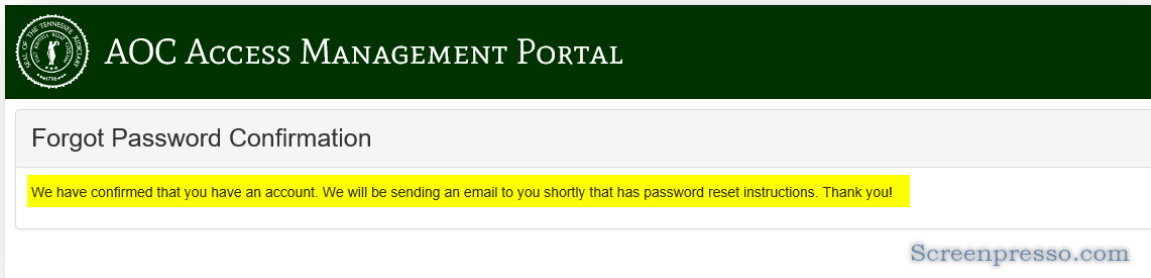 AOC Access Management Portal
Forgot Password Confirmation
We have confirmed that you have an account. We will be sending an email to you shortly that has password reset instructions. Thank you!
Screenpresso.com